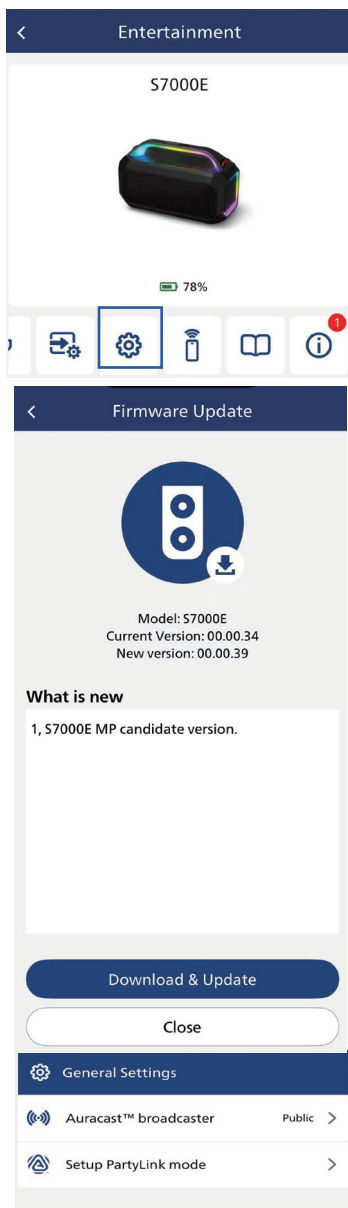 Entertainment
S7000E
78%
1
Firmware Update
Model: S7000E
Current Version: 00.00.34
New version: 00.00.39
What is new
1, S7000E MP candidate version.
Download & Update
Close
General Settings
Auracast™ broadcaster Public
Setup PartyLink mode